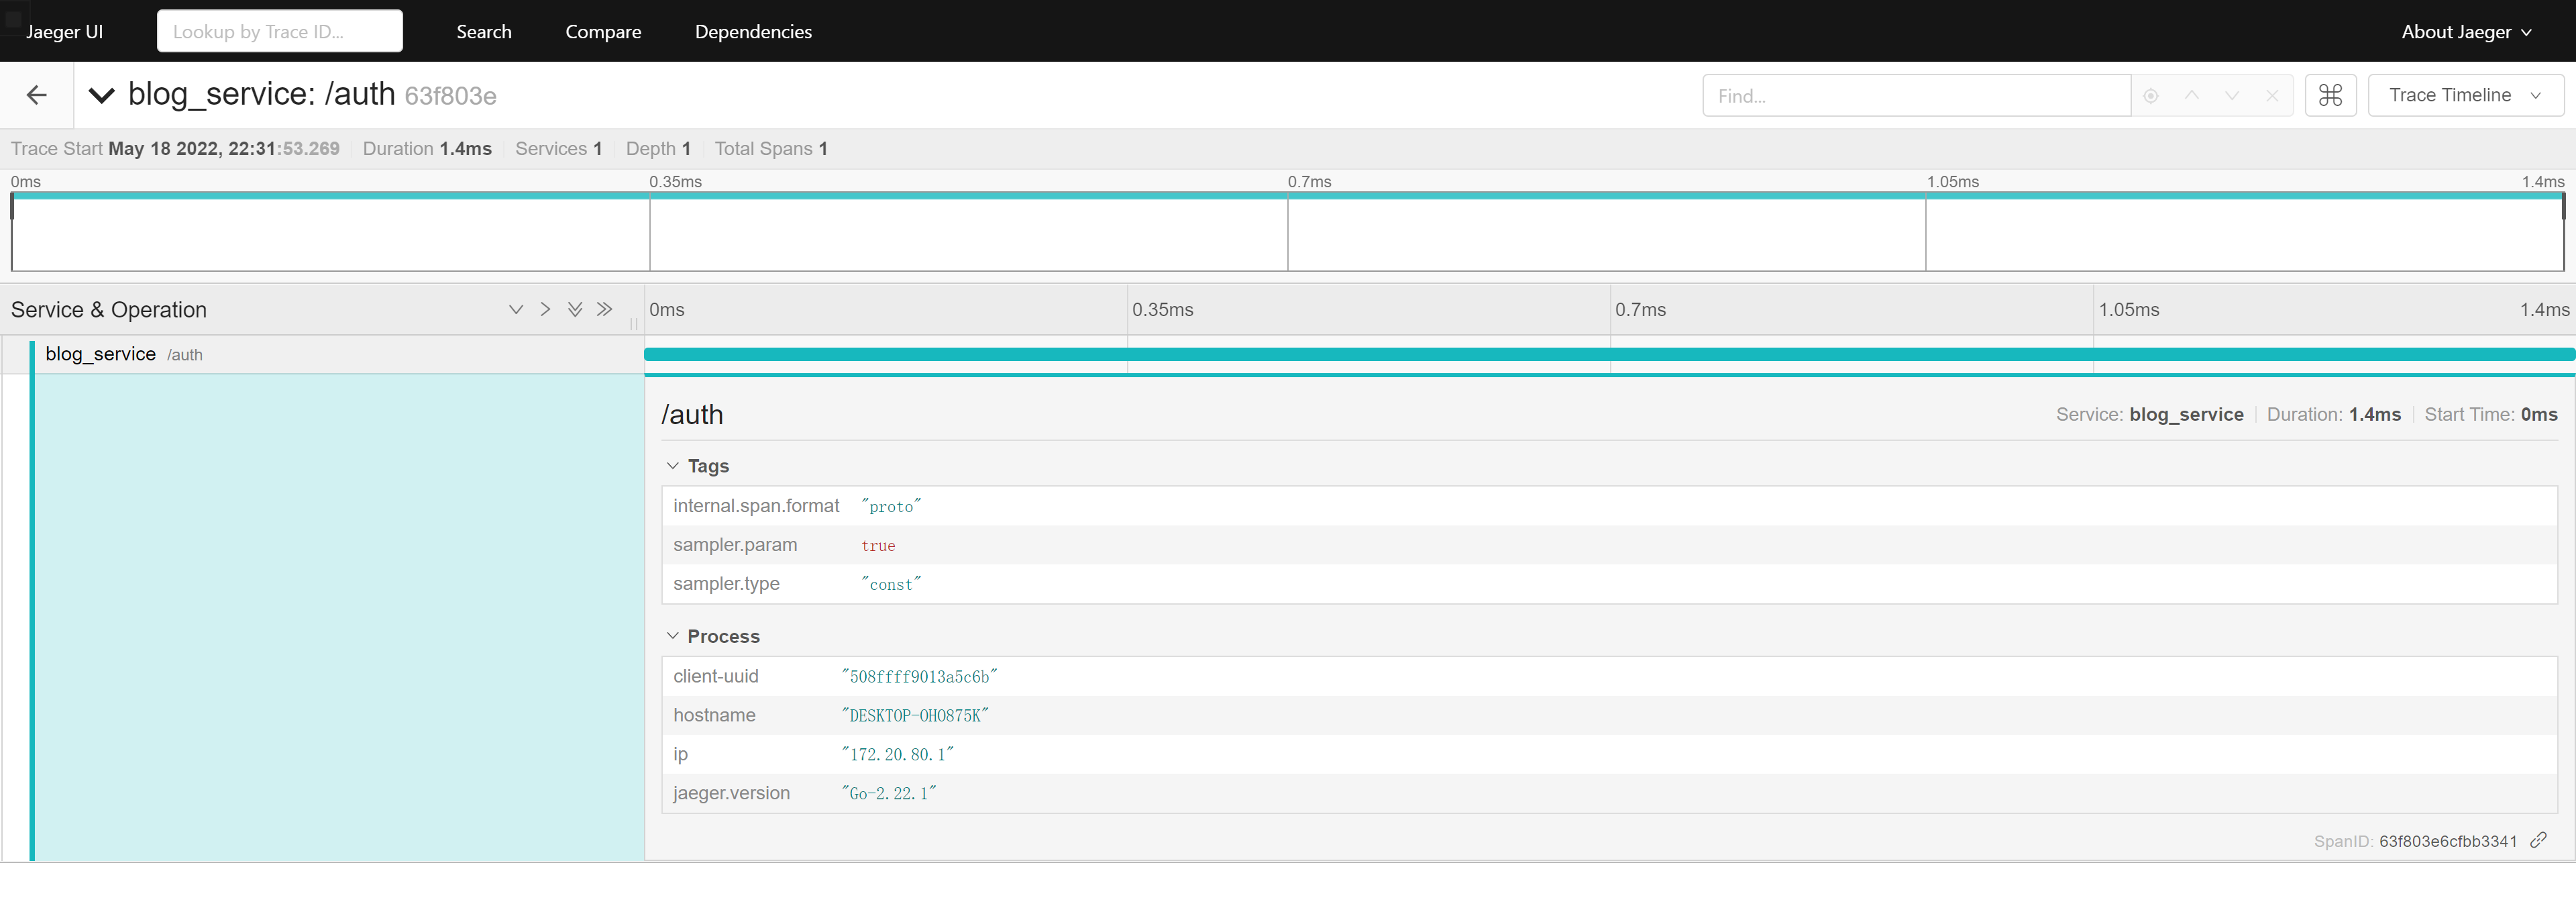 Jaeger UI Lookup by Trace ID... Search Compare Dependencies About Jaeger
blog_service: /auth 63f803e Find... Trace Timeline
Trace Start May 18 2022, 22:31:53.269 Duration 1.4ms Services 1 Depth 1 Total Spans 1
0ms 0.35ms 0.7ms 1.05ms 1.4ms
Service & Operation 0ms 0.35ms 0.7ms 1.05ms 1.4ms
blog_service /auth
/auth Service: blog_service Duration: 1.4ms Start Time: 0ms
Tags
internal.span.format "proto"
sampler.param true
sampler.type "const"
Process
client-uuid "508ffff9013a5c6b"
hostname "DESKTOP-OHO875K"
ip "172.20.80.1"
jaeger.version "Go-2.22.1"
SpanID: 63f803e6cfbb3341